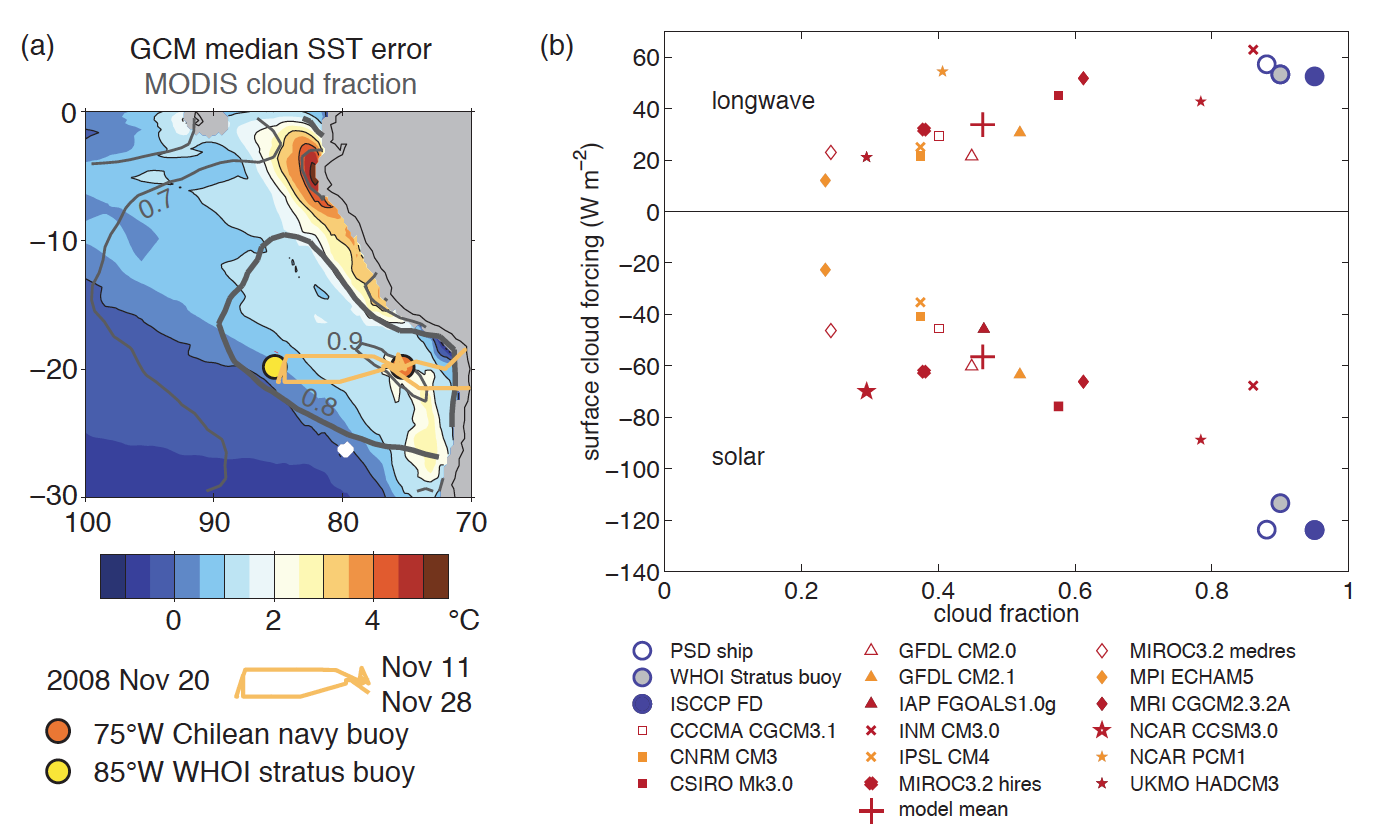 (a)
GCM median SST error
MODIS cloud fraction
0
−10
−20
−30
100
90
80
70
0.7
0.9
0.8
0
2
4
°C
2008 Nov 20
Nov 11
Nov 28
75°W Chilean navy buoy
85°W WHOI stratus buoy
(b)
surface cloud forcing (W m−2)
60
40
20
0
−20
−40
−60
−80
−100
−120
−140
longwave
solar
0
0.2
0.4
0.6
0.8
1
cloud fraction
PSD ship
WHOI Stratus buoy
ISCCP FD
CCCMA CGCM3.1
CNRM CM3
CSIRO Mk3.0
GFDL CM2.0
GFDL CM2.1
IAP FGOALS1.0g
INM CM3.0
IPSL CM4
MIROC3.2 hires
model mean
MIROC3.2 medres
MPI ECHAM5
MRI CGCM2.3.2A
NCAR CCSM3.0
NCAR PCM1
UKMO HADCM3